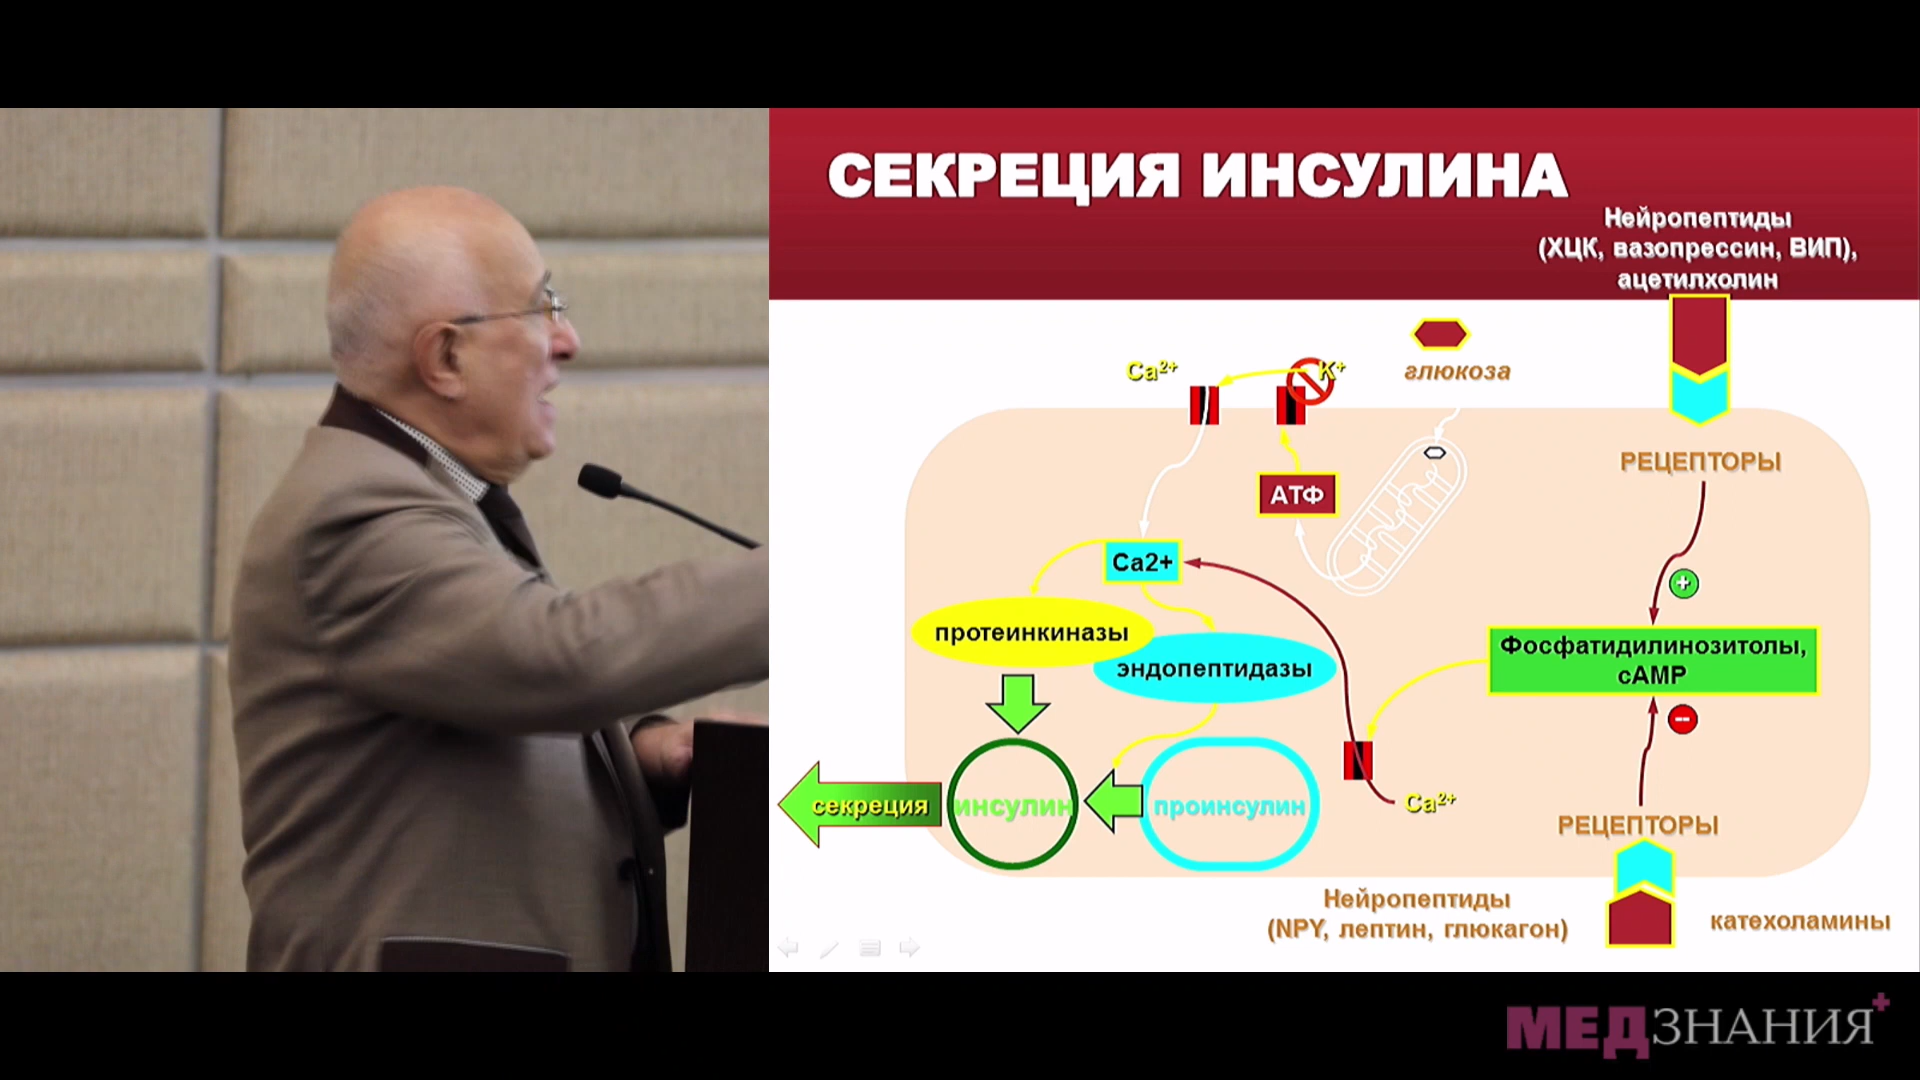 СЕКРЕЦИЯ ИНСУЛИНА
Нейропептиды
(ХЦК, вазопрессин, ВИП),
ацетилхолин
Ca2+
K+
глюкоза
РЕЦЕПТОРЫ
АТФ
Ca2+
протеинкиназы
эндопептидазы
Фосфатидилинозитолы,
cAMP
секреция
инсулин
проинсулин
Ca2+
РЕЦЕПТОРЫ
Нейропептиды
(NPY, лептин, глюкагон)
катехоламины
МЕДЗНАНИЯ+